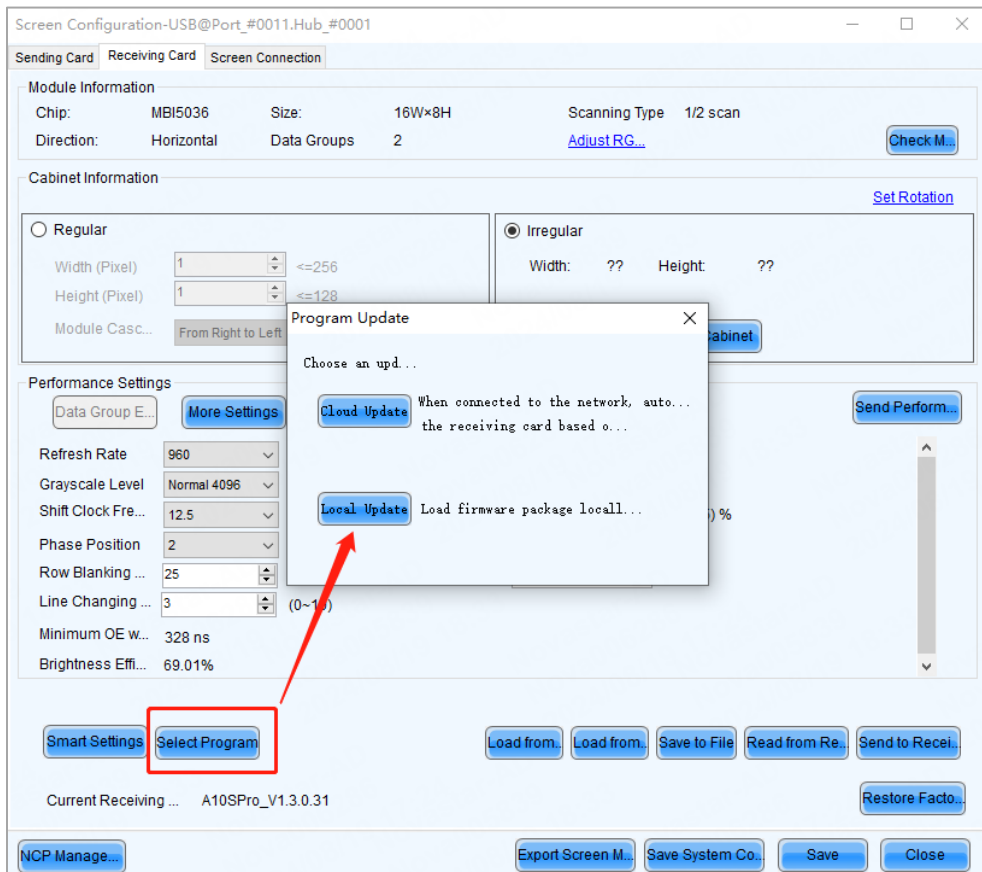 Screen Configuration-USB@Port_#0011.Hub_#0001
Sending Card Receiving Card Screen Connection
Module Information
Chip: MBI5036 Size: 16W×8H Scanning Type 1/2 scan
Direction: Horizontal Data Groups 2 Adjust RG... Check M...
Cabinet Information
Set Rotation
Regular Irregular
Width (Pixel) 1 <=256 Width: ?? Height: ??
Height (Pixel) 1 <=128
Module Casc... From Right to Left Cabinet
Program Update
Choose an upd...
Cloud Update When connected to the network, auto...
the receiving card based o...
Local Update Load firmware package locall...
Performance Settings
Data Group E... More Settings Send Perform...
Refresh Rate 960
Grayscale Level Normal 4096
Shift Clock Fre... 12.5 ) %
Phase Position 2
Row Blanking ... 25
Line Changing ... 3
Minimum OE w... 328 ns
Brightness Effi... 69.01%
Smart Settings Select Program Load from.. Load from.. Save to File Read from Re.. Send to Recei..
Current Receiving ... A10SPro_V1.3.0.31 Restore Facto..
NCP Manage... Export Screen M.. Save System Co.. Save Close